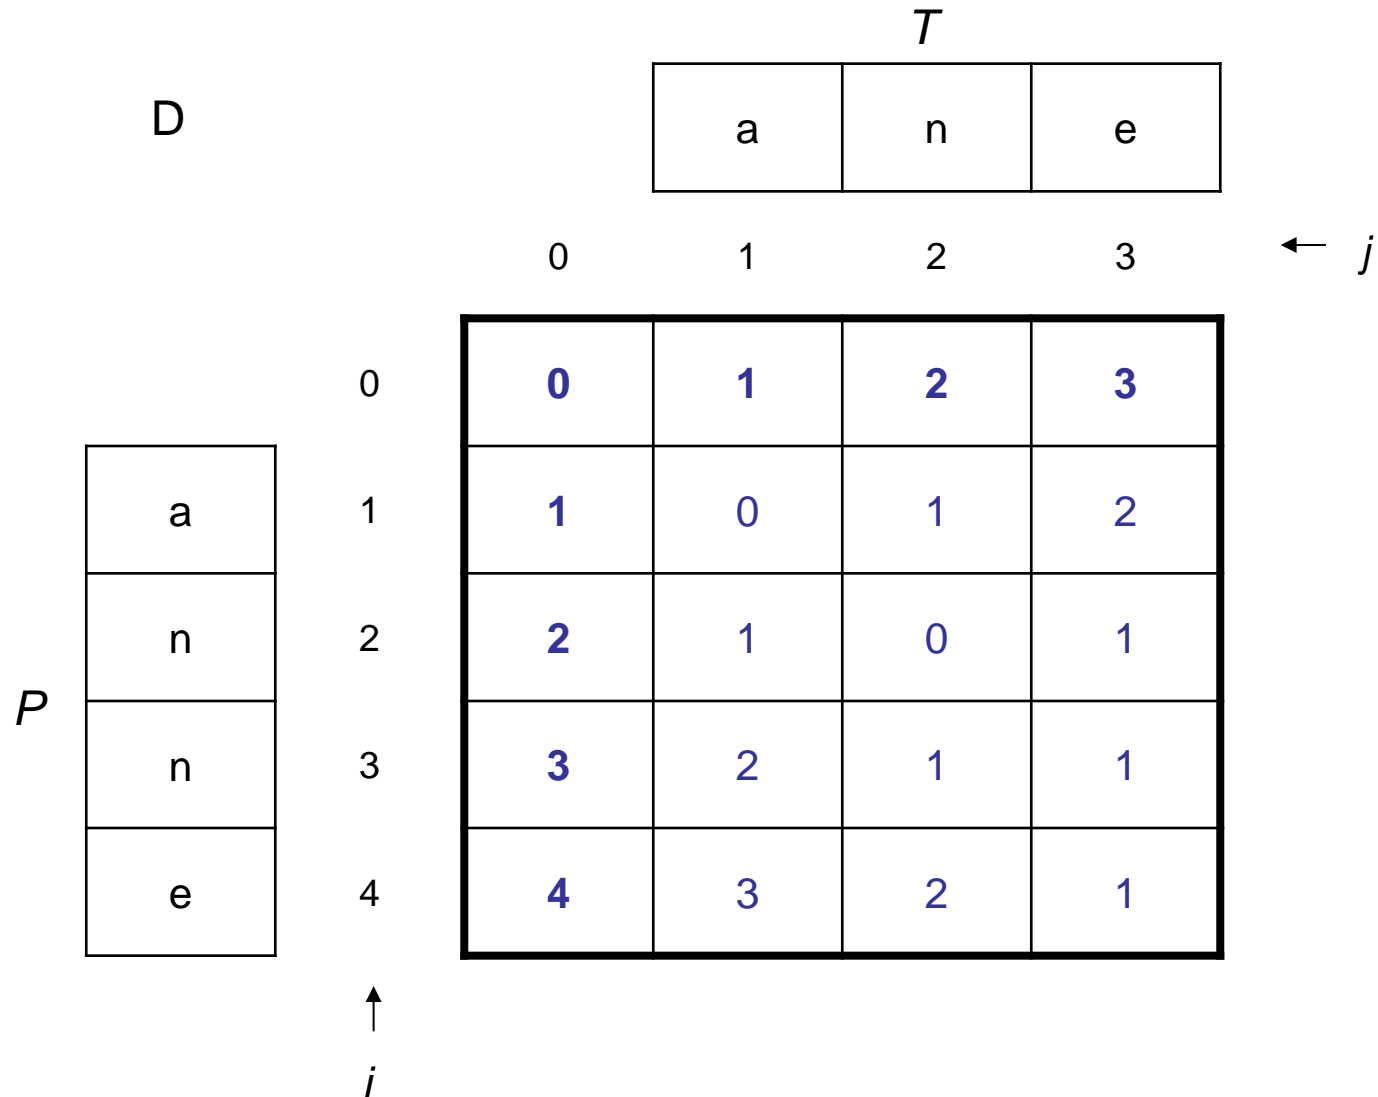 T
D a n e
0 1 2 3 ← j
0 0 1 2 3
a 1 1 0 1 2
n 2 2 1 0 1
P
n 3 3 2 1 1
e 4 4 3 2 1
↑
i